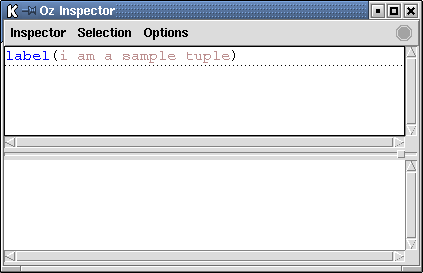 Oz Inspector
Inspector Selection Options
label(i am a sample tuple)